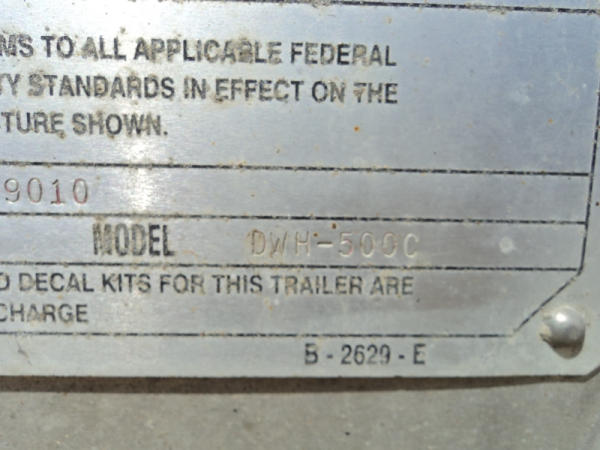 MS TO ALL APPLICABLE FEDERAL
TY STANDARDS IN EFFECT ON THE
TURE SHOWN.
9010
MODEL DWH-500C
D DECAL KITS FOR THIS TRAILER ARE
CHARGE
B - 2629 - E